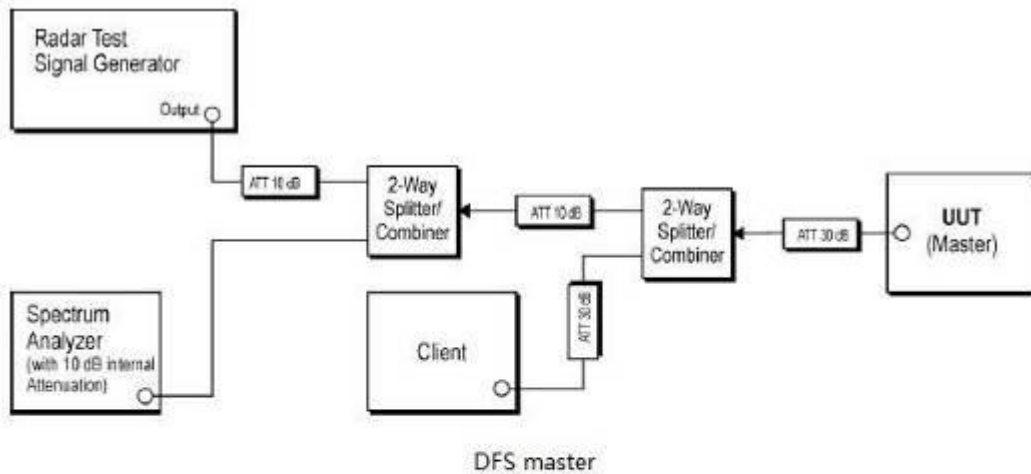 Radar Test
Signal Generator
Output
ATT 10 dB
2-Way
Splitter/
Combiner
ATT 10 dB
2-Way
Splitter/
Combiner
ATT 30 dB
UUT
(Master)
Spectrum
Analyzer
(with 10 dB internal
Attenuation)
Client
ATT 30 dB
DFS master